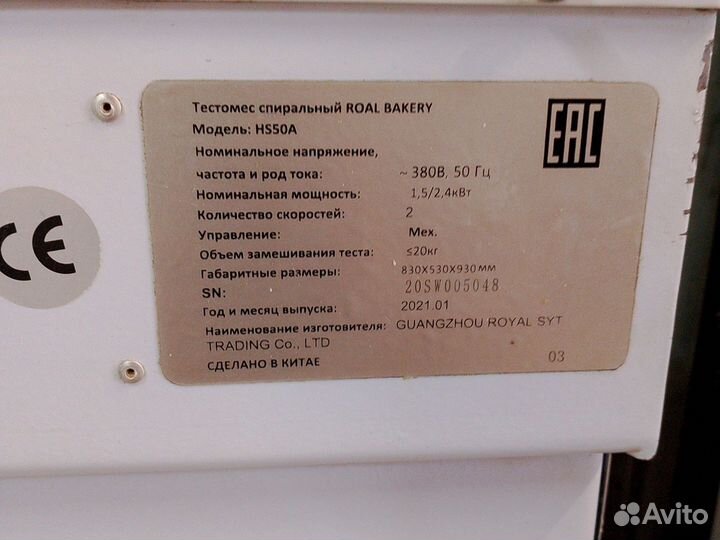 Тестомес спиральный ROAL BAKERY
Модель: HS50A
Номинальное напряжение,
частота и род тока: ~ 380В, 50 Гц
Номинальная мощность: 1,5/2,4кВт
Количество скоростей: 2
Управление: Мех.
Объем замешивания теста: ≤20кг
Габаритные размеры: 830X530X930мм
SN: 20SW005048
Год и месяц выпуска: 2021.01
Наименование изготовителя: GUANGZHOU ROYAL SYT
TRADING Co., LTD
СДЕЛАНО В КИТАЕ 03
EAC
CE
Avito